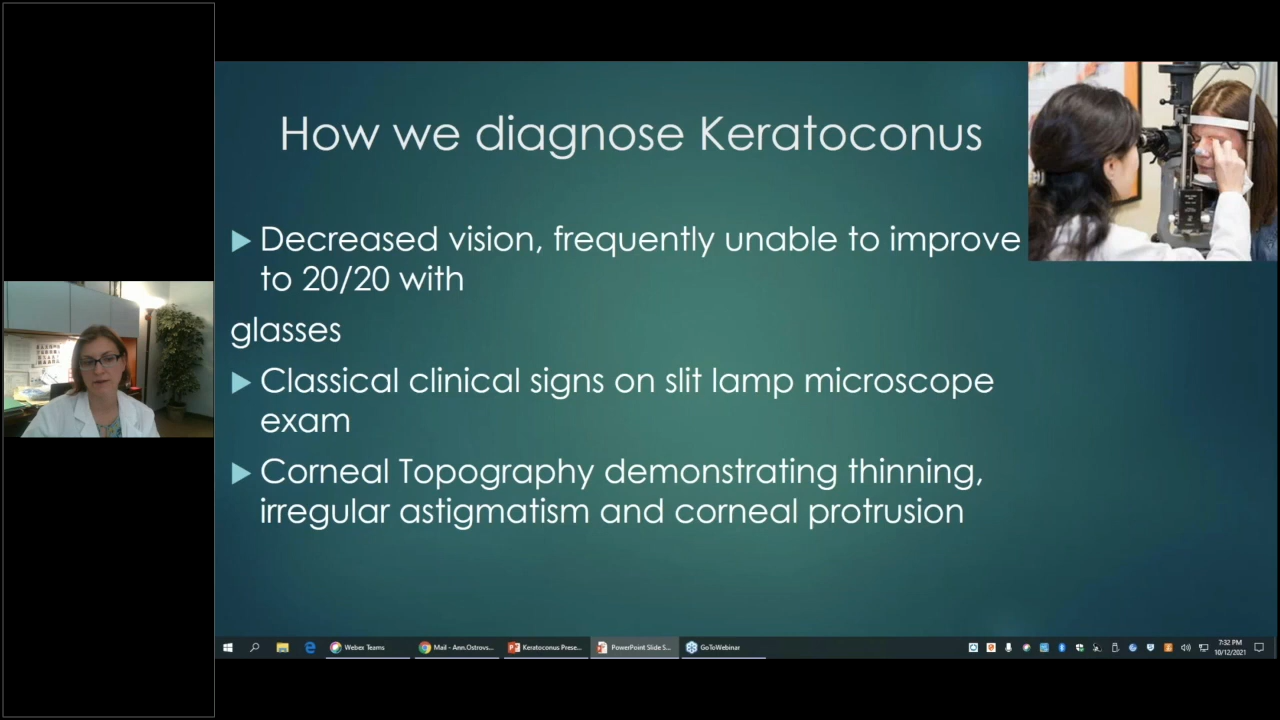 How we diagnose Keratoconus
Decreased vision, frequently unable to improve
to 20/20 with
glasses
Classical clinical signs on slit lamp microscope
exam
Corneal Topography demonstrating thinning,
irregular astigmatism and corneal protrusion
Webex Teams
Mail - Ann.Ostrovs...
Keratoconus Prese...
PowerPoint Slide S...
GoToWebinar
7:32 PM
10/12/2021